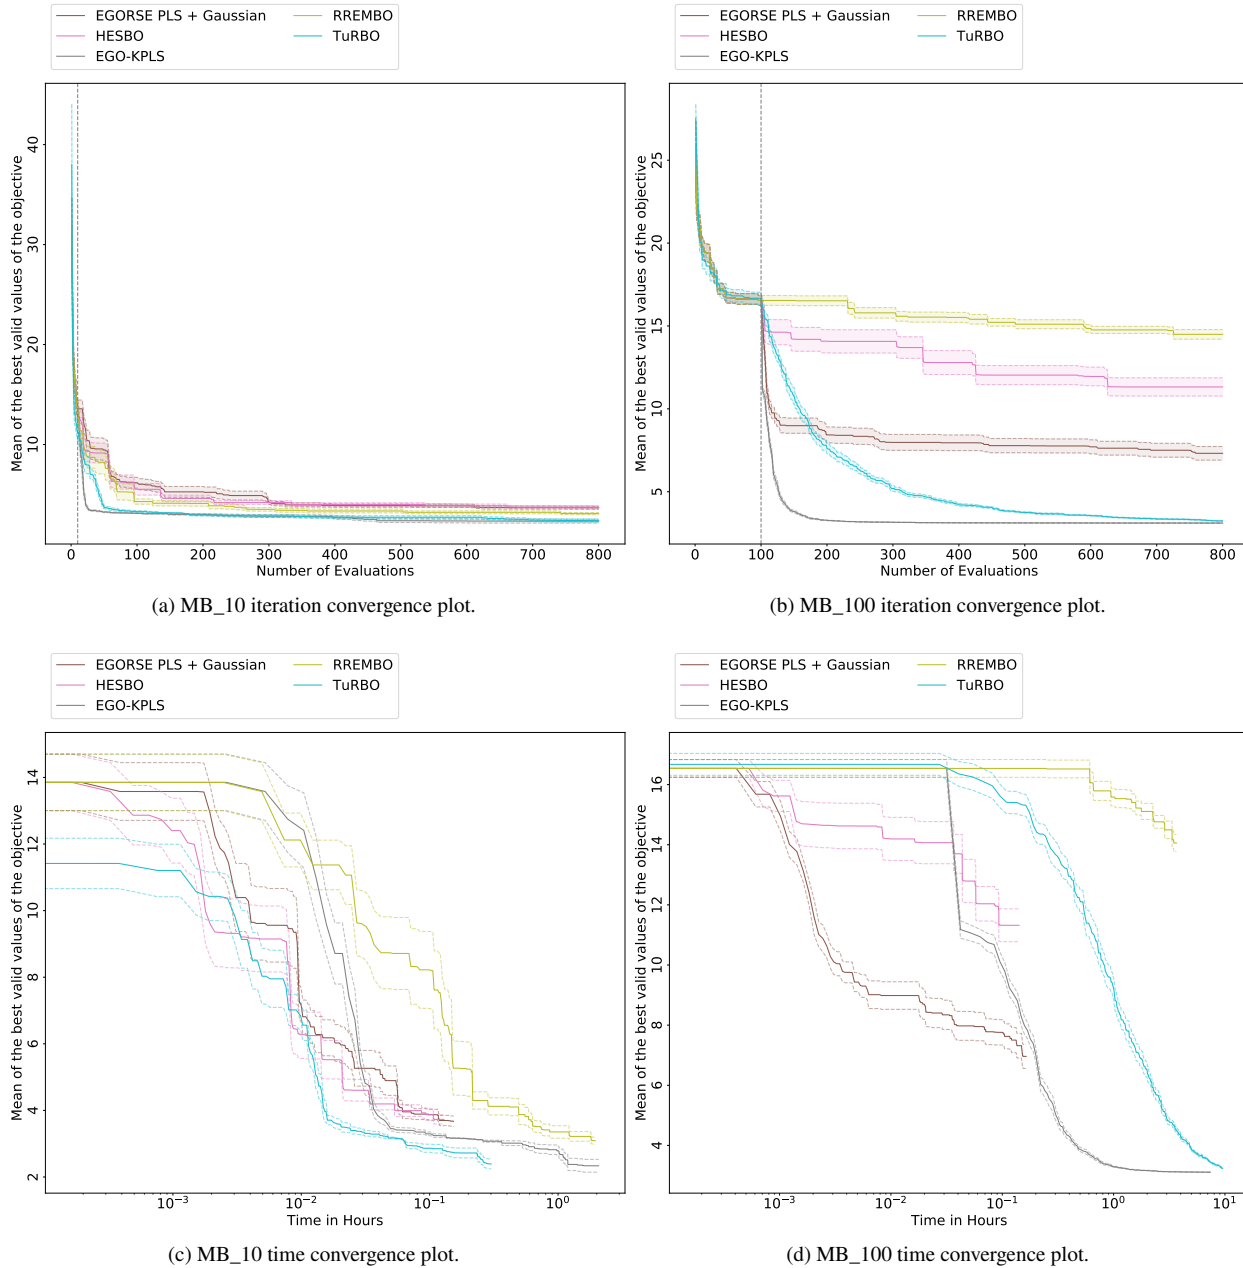 EGORSE PLS + Gaussian
HESBO
EGO-KPLS
RREMBO
TuRBO
Mean of the best valid values of the objective
40
30
20
10
0 100 200 300 400 500 600 700 800
Number of Evaluations
(a) MB_10 iteration convergence plot.
EGORSE PLS + Gaussian
HESBO
EGO-KPLS
RREMBO
TuRBO
Mean of the best valid values of the objective
25
20
15
10
5
0 100 200 300 400 500 600 700 800
Number of Evaluations
(b) MB_100 iteration convergence plot.
EGORSE PLS + Gaussian
HESBO
EGO-KPLS
RREMBO
TuRBO
Mean of the best valid values of the objective
14
12
10
8
6
4
2
10⁻³ 10⁻² 10⁻¹ 10⁰
Time in Hours
(c) MB_10 time convergence plot.
EGORSE PLS + Gaussian
HESBO
EGO-KPLS
RREMBO
TuRBO
Mean of the best valid values of the objective
16
14
12
10
8
6
4
10⁻³ 10⁻² 10⁻¹ 10⁰ 10¹
Time in Hours
(d) MB_100 time convergence plot.